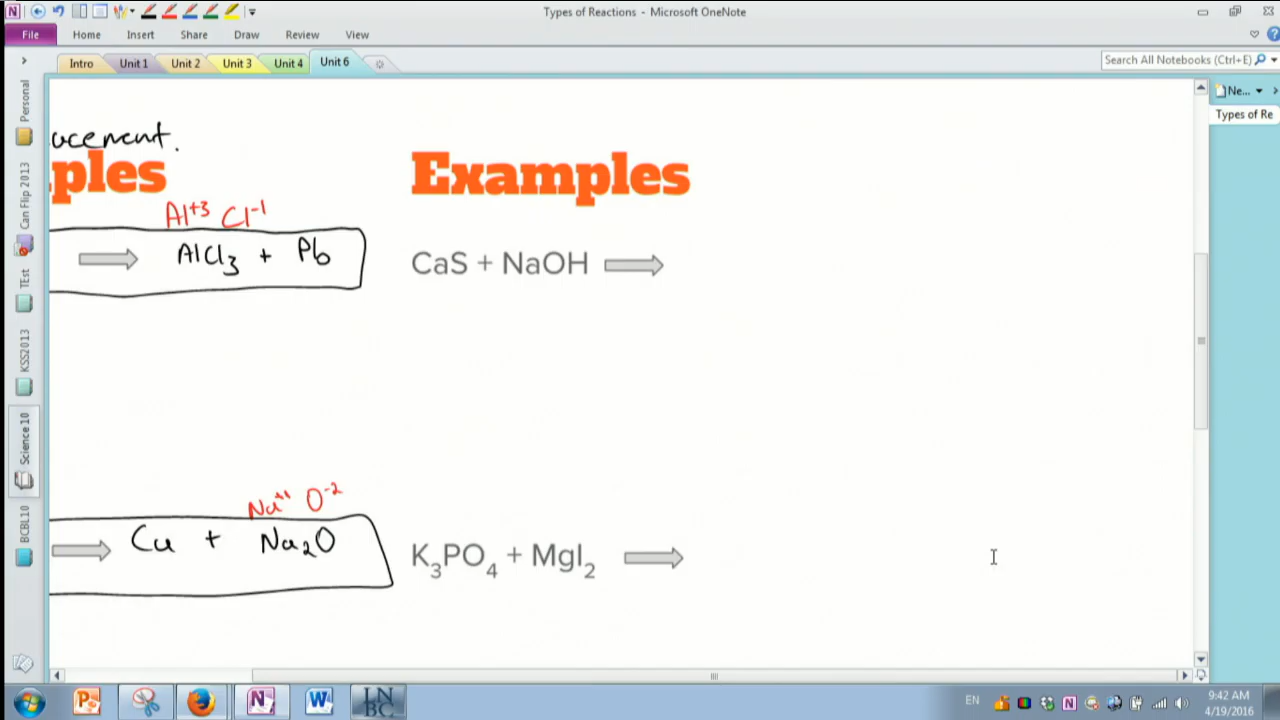 Types of Reactions - Microsoft OneNote
File Home Insert Share Draw Review View
Intro Unit 1 Unit 2 Unit 3 Unit 4 Unit 6
Search All Notebooks (Ctrl+E)
Ne...
Types of Re
Personal
Can Flip 2013
TEst
KSS2013
Science 10
BCBL10
ucement.
ples
Al+3 Cl-1
AlCl3 + Pb
Na+1 O-2
Cu + Na2O
Examples
CaS + NaOH
K3PO4 + MgI2
LN
BC
EN
9:42 AM
4/19/2016